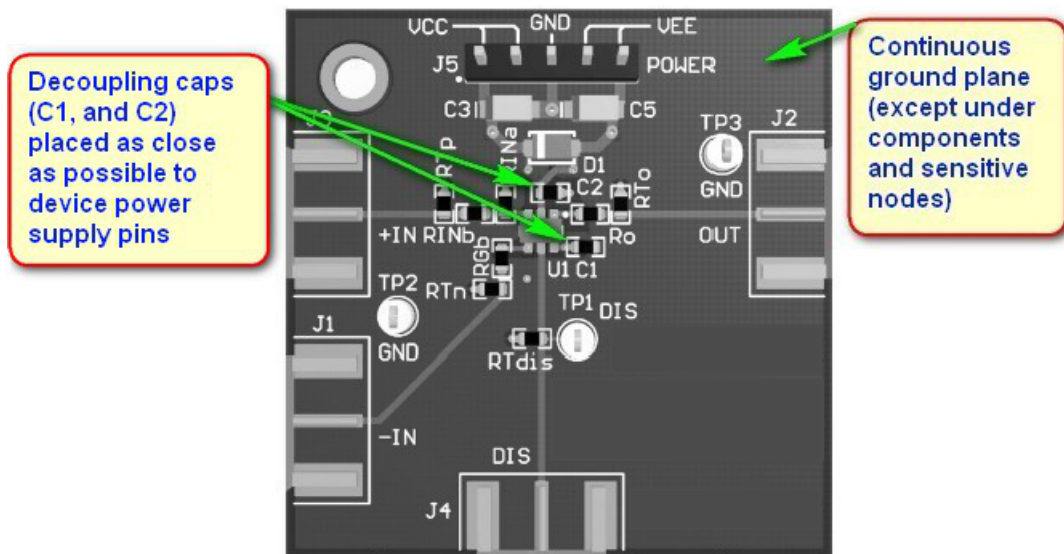 Decoupling caps
(C1, and C2)
placed as close
as possible to
device power
supply pins
Continuous
ground plane
(except under
components
and sensitive
nodes)
VCC
GND
VEE
J5
POWER
C3
C5
D1
C2
RTP
RINa
RTo
RINb
Ro
+IN
OUT
RGb
U1
C1
RTn
TP1
DIS
TP2
GND
TP3
GND
J2
J1
-IN
RTdis
DIS
J4